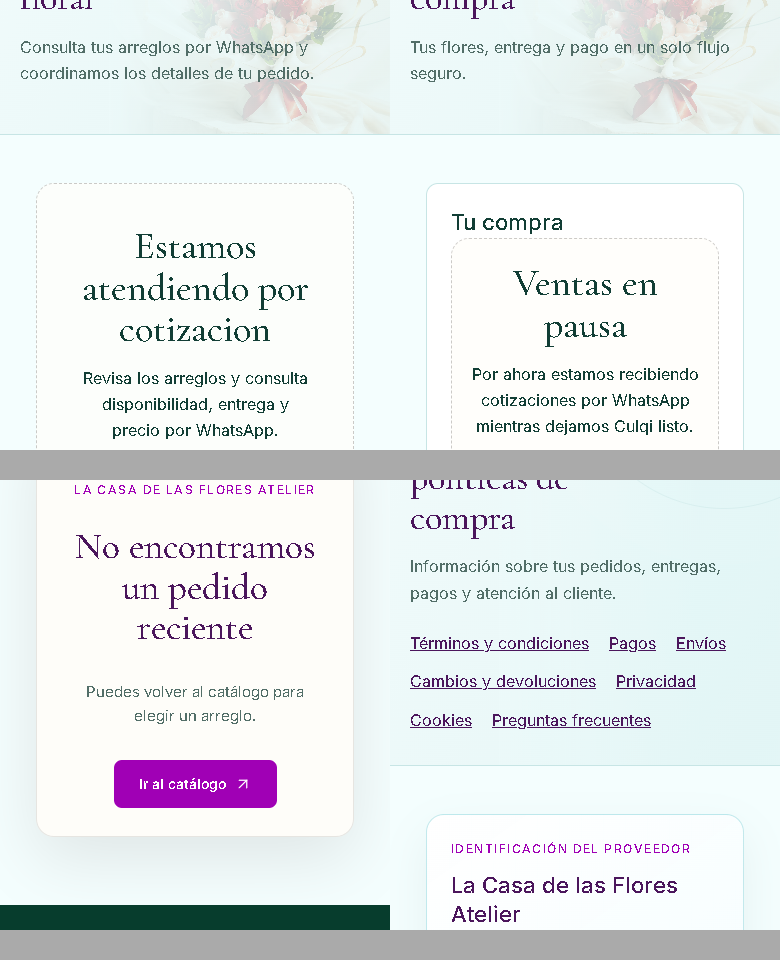 floral
Consulta tus arreglos por WhatsApp y
coordinamos los detalles de tu pedido.
Estamos
atendiendo por
cotizacion
Revisa los arreglos y consulta
disponibilidad, entrega y
precio por WhatsApp.
compra
Tus flores, entrega y pago en un solo flujo
seguro.
Tu compra
Ventas en
pausa
Por ahora estamos recibiendo
cotizaciones por WhatsApp
mientras dejamos Culqi listo.
LA CASA DE LAS FLORES ATELIER
No encontramos
un pedido
reciente
Puedes volver al catálogo para
elegir un arreglo.
Ir al catálogo
políticas de
compra
Información sobre tus pedidos, entregas,
pagos y atención al cliente.
Términos y condiciones Pagos Envíos
Cambios y devoluciones Privacidad
Cookies Preguntas frecuentes
IDENTIFICACIÓN DEL PROVEEDOR
La Casa de las Flores
Atelier